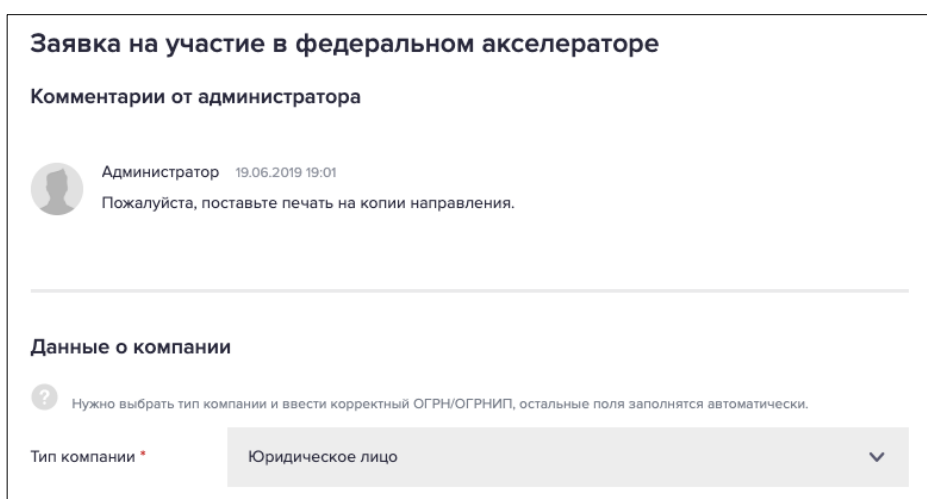 Заявка на участие в федеральном акселераторе
Комментарии от администратора
Администратор 19.06.2019 19:01
Пожалуйста, поставьте печать на копии направления.
Данные о компании
? Нужно выбрать тип компании и ввести корректный ОГРН/ОГРНИП, остальные поля заполнятся автоматически.
Тип компании * Юридическое лицо